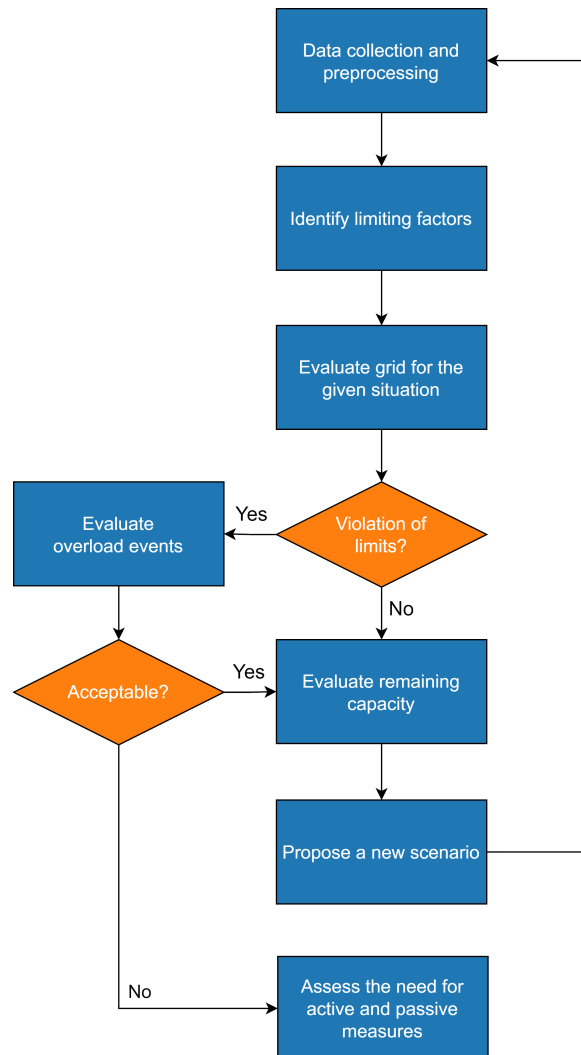 Data collection and
preprocessing
Identify limiting factors
Evaluate grid for the
given situation
Violation of
limits?
Yes
Evaluate
overload events
No
Acceptable?
Yes
Evaluate remaining
capacity
Propose a new scenario
No
Assess the need for
active and passive
measures